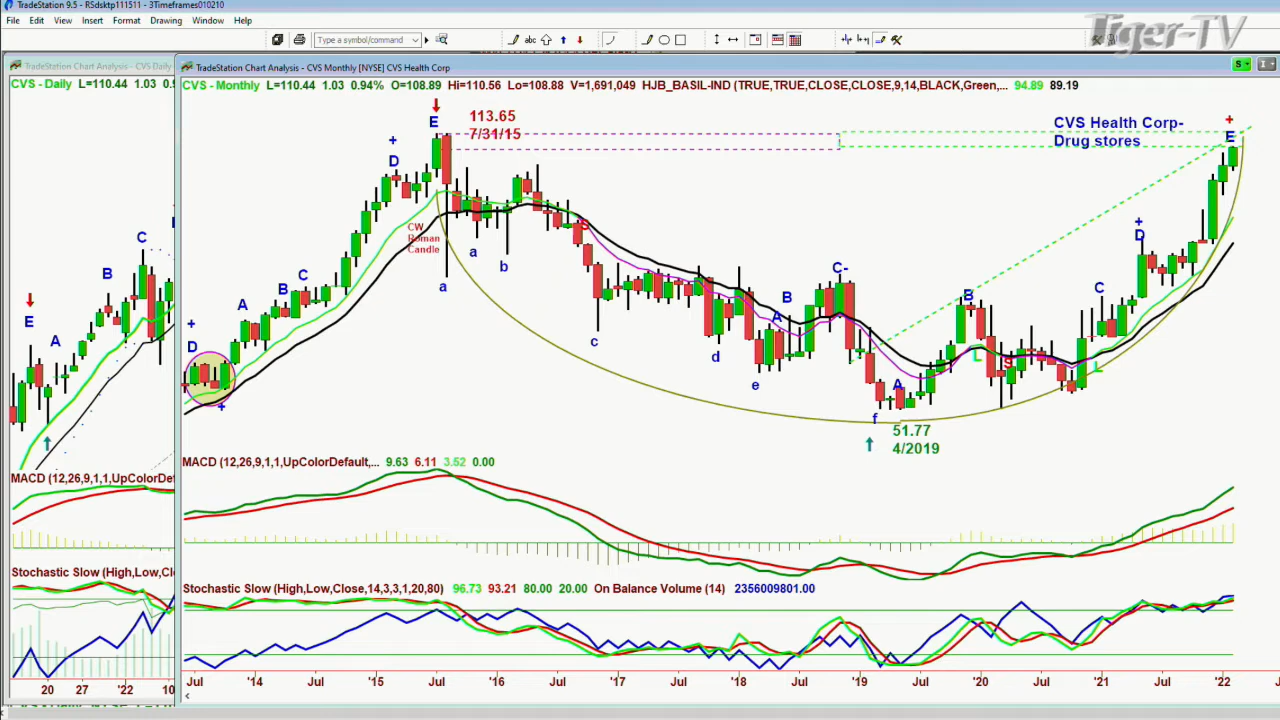 TradeStation 9.5 - RSdsktp111511 - 3Timeframes010210
File Edit View Insert Format Drawing Window Help
Type a symbol/command
abc
Tiger-TV
TradeStation Chart Analysis - CVS Daily
TradeStation Chart Analysis - CVS Monthly [NYSE] CVS Health Corp
S
I
CVS - Daily L=110.44 1.03
CVS - Monthly L=110.44 1.03 0.94% O=108.89 Hi=110.56 Lo=108.88 V=1,691,049 HJB_BASIL-IND (TRUE,TRUE,CLOSE,CLOSE,9,14,BLACK,Green,... 94.89 89.19
113.65
7/31/15
CVS Health Corp-
Drug stores
E
+
D
+
E
+
D
CW
Roman
Candle
a
b
a
c
d
e
f
A
B
C
D
+
+
A
B
C-
A
B
L
S
S
C
L
D
+
C
B
E
A
51.77
4/2019
MACD (12,26,9,1,1,UpColorDefault,... 9.63 6.11 3.52 0.00
MACD (12,26,9,1,1,UpColorDef
Stochastic Slow (High,Low,Clo
Stochastic Slow (High,Low,Close,14,3,3,1,20,80) 96.73 93.21 80.00 20.00 On Balance Volume (14) 2356009801.00
20 27 '22 10
Jul '14 Jul '15 Jul '16 Jul '17 Jul '18 Jul '19 Jul '20 Jul '21 Jul '22